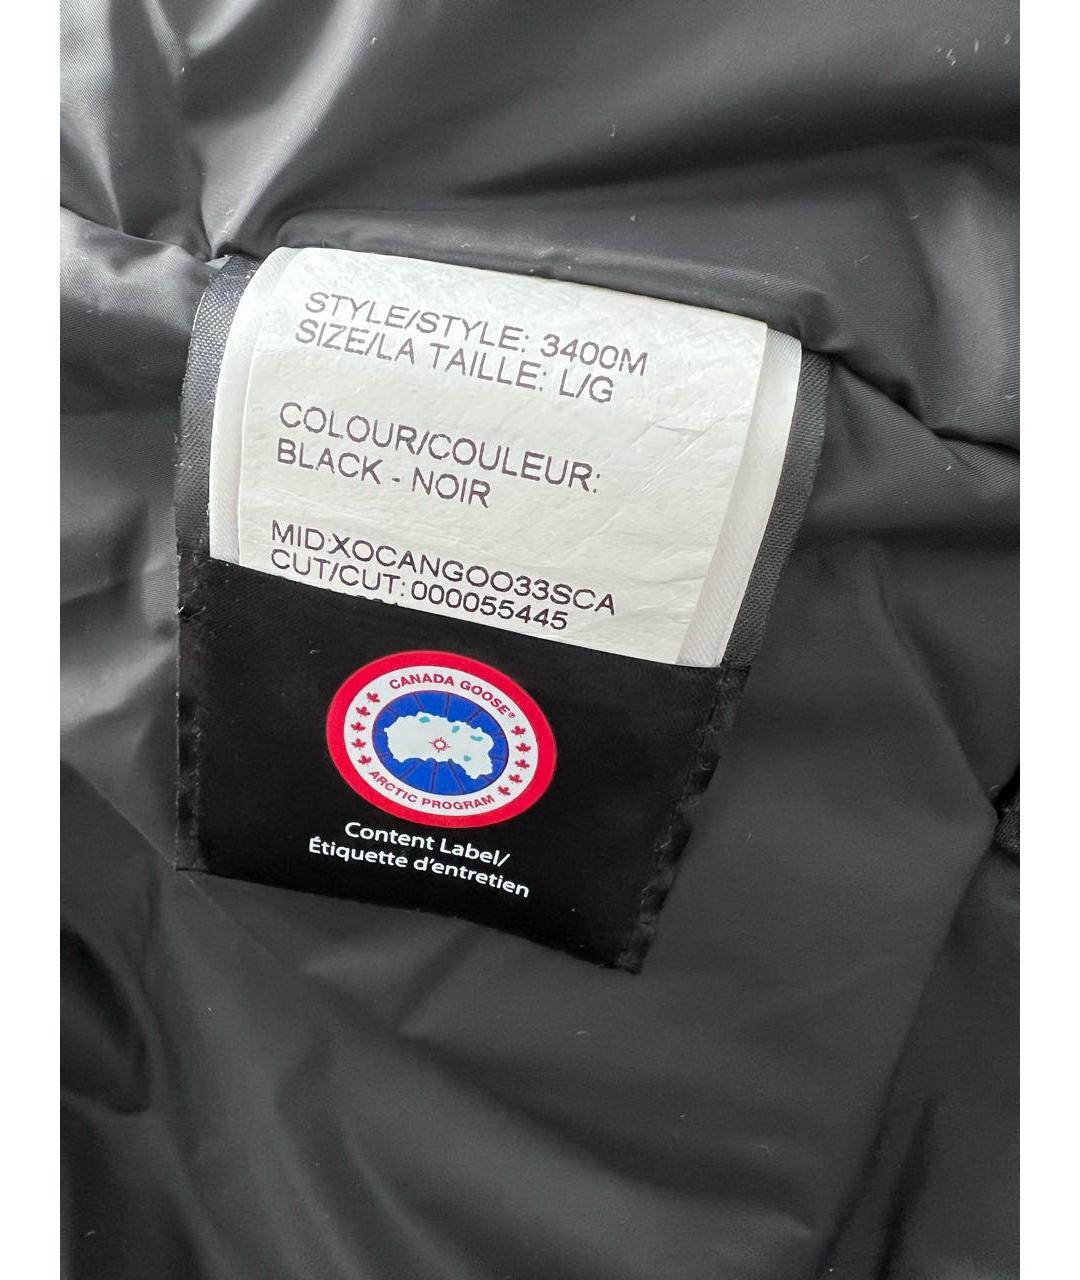 STYLE/STYLE: 3400M
SIZE/LA TAILLE: L/G
COLOUR/COULEUR:
BLACK - NOIR
MID:XOCANGOO33SCA
CUT/CUT: 000055445
CANADA GOOSE®
ARCTIC PROGRAM
Content Label/
Étiquette d'entretien